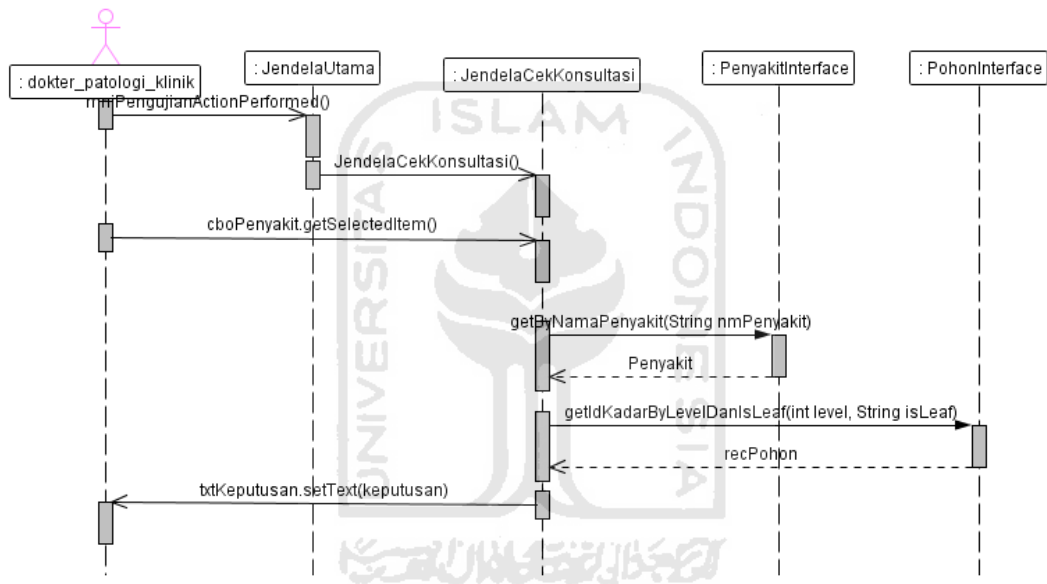 : dokter_patologi_klinik
: JendelaUtama
: JendelaCekKonsultasi
: PenyakitInterface
: PohonInterface
mniPengujianActionPerformed()
JendelaCekKonsultasi()
cboPenyakit.getSelectedItem()
getByNamaPenyakit(String nmPenyakit)
Penyakit
getIdKadarByLevelDanIsLeaf(int level, String isLeaf)
recPohon
txtKeputusan.setText(keputusan)
ISLAM
UNIVERSITAS
INDONESIA